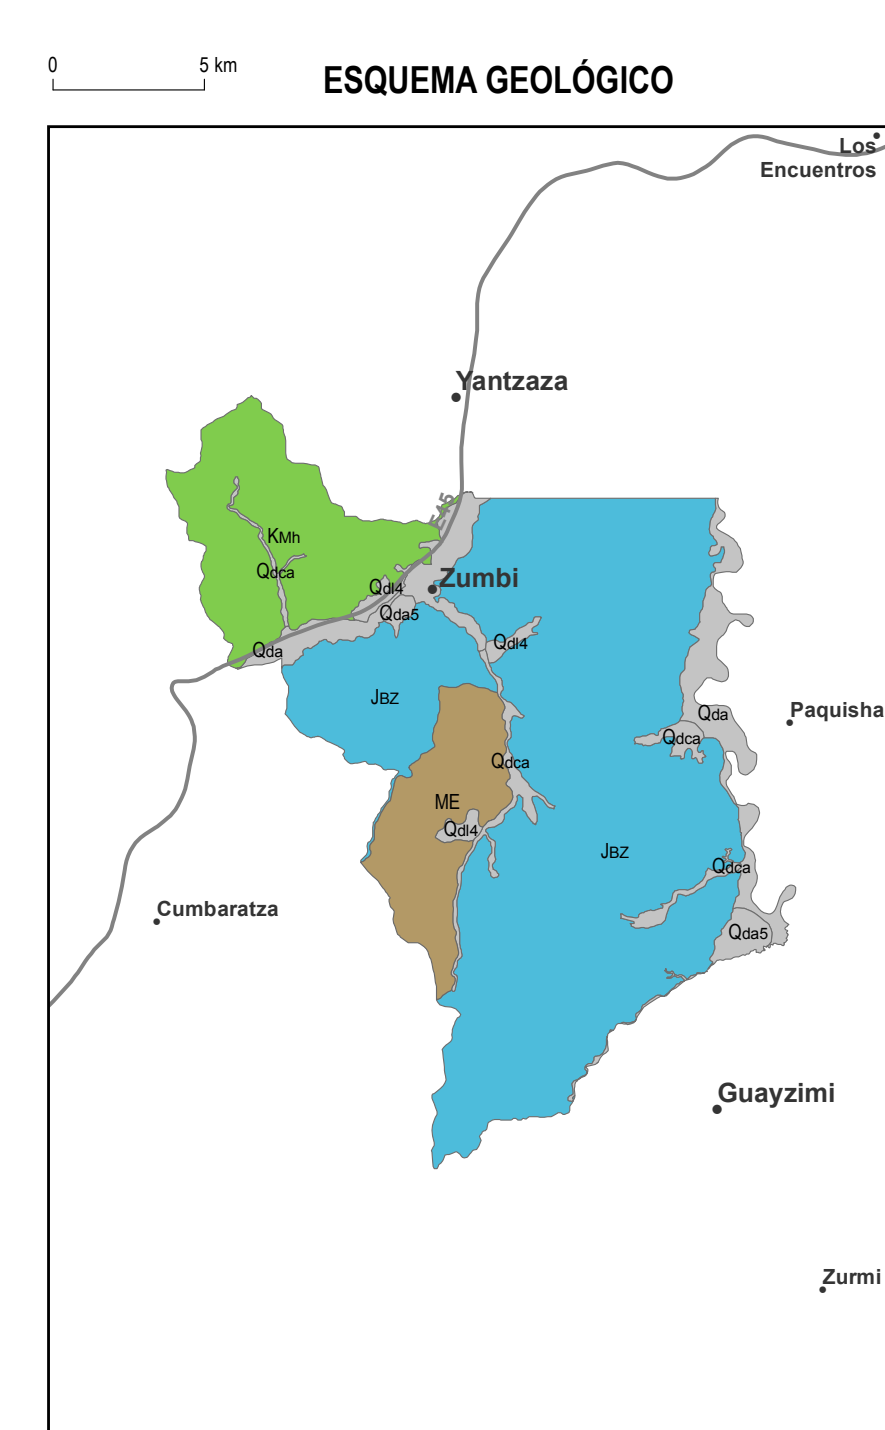 0 5 km
ESQUEMA GEOLÓGICO
Los
Encuentros
Yantzaza
E45
KMh
Qdca
Zumbi
Qdl4
Qda5
Qdl4
Qda
JBZ
Qda
Paquisha
Qdca
Qdca
ME
Qdl4
JBZ
Qdca
Cumbaratza
Qda5
Guayzimi
Zurmi